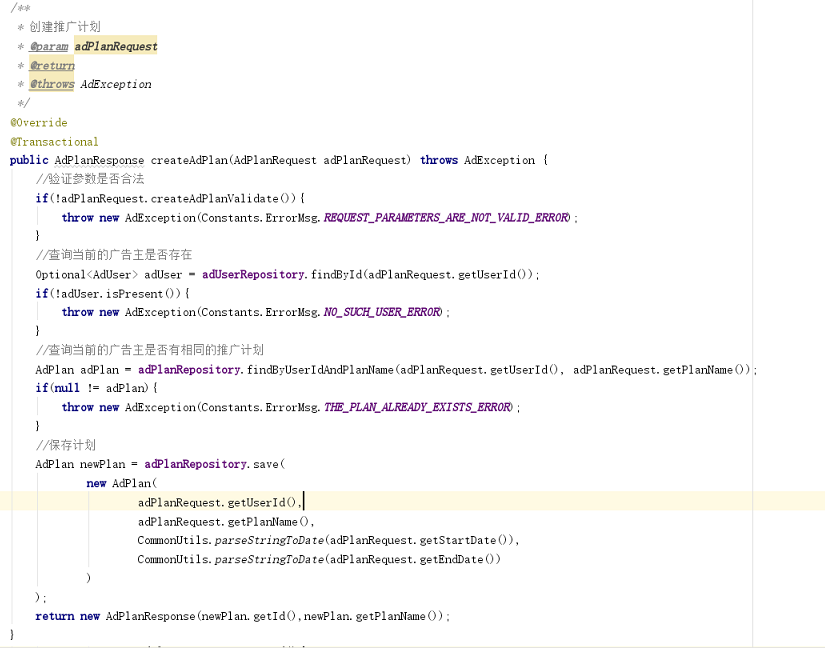 /**
 * 创建推广计划
 * @param adPlanRequest
 * @return
 * @throws AdException
 */
@Override
@Transactional
public AdPlanResponse createAdPlan(AdPlanRequest adPlanRequest) throws AdException {
    //验证参数是否合法
    if(!adPlanRequest.createAdPlanValidate()){
        throw new AdException(Constants.ErrorMsg.REQUEST_PARAMETERS_ARE_NOT_VALID_ERROR);
    }
    //查询当前的广告主是否存在
    Optional<AdUser> adUser = adUserRepository.findById(adPlanRequest.getUserId());
    if(!adUser.isPresent()){
        throw new AdException(Constants.ErrorMsg.NO_SUCH_USER_ERROR);
    }
    //查询当前的广告主是否有相同的推广计划
    AdPlan adPlan = adPlanRepository.findByUserIdAndPlanName(adPlanRequest.getUserId(), adPlanRequest.getPlanName());
    if(null != adPlan){
        throw new AdException(Constants.ErrorMsg.THE_PLAN_ALREADY_EXISTS_ERROR);
    }
    //保存计划
    AdPlan newPlan = adPlanRepository.save(
            new AdPlan(
                    adPlanRequest.getUserId(),
                    adPlanRequest.getPlanName(),
                    CommonUtils.parseStringToDate(adPlanRequest.getStartDate()),
                    CommonUtils.parseStringToDate(adPlanRequest.getEndDate())
            )
    );
    return new AdPlanResponse(newPlan.getId(),newPlan.getPlanName());
}